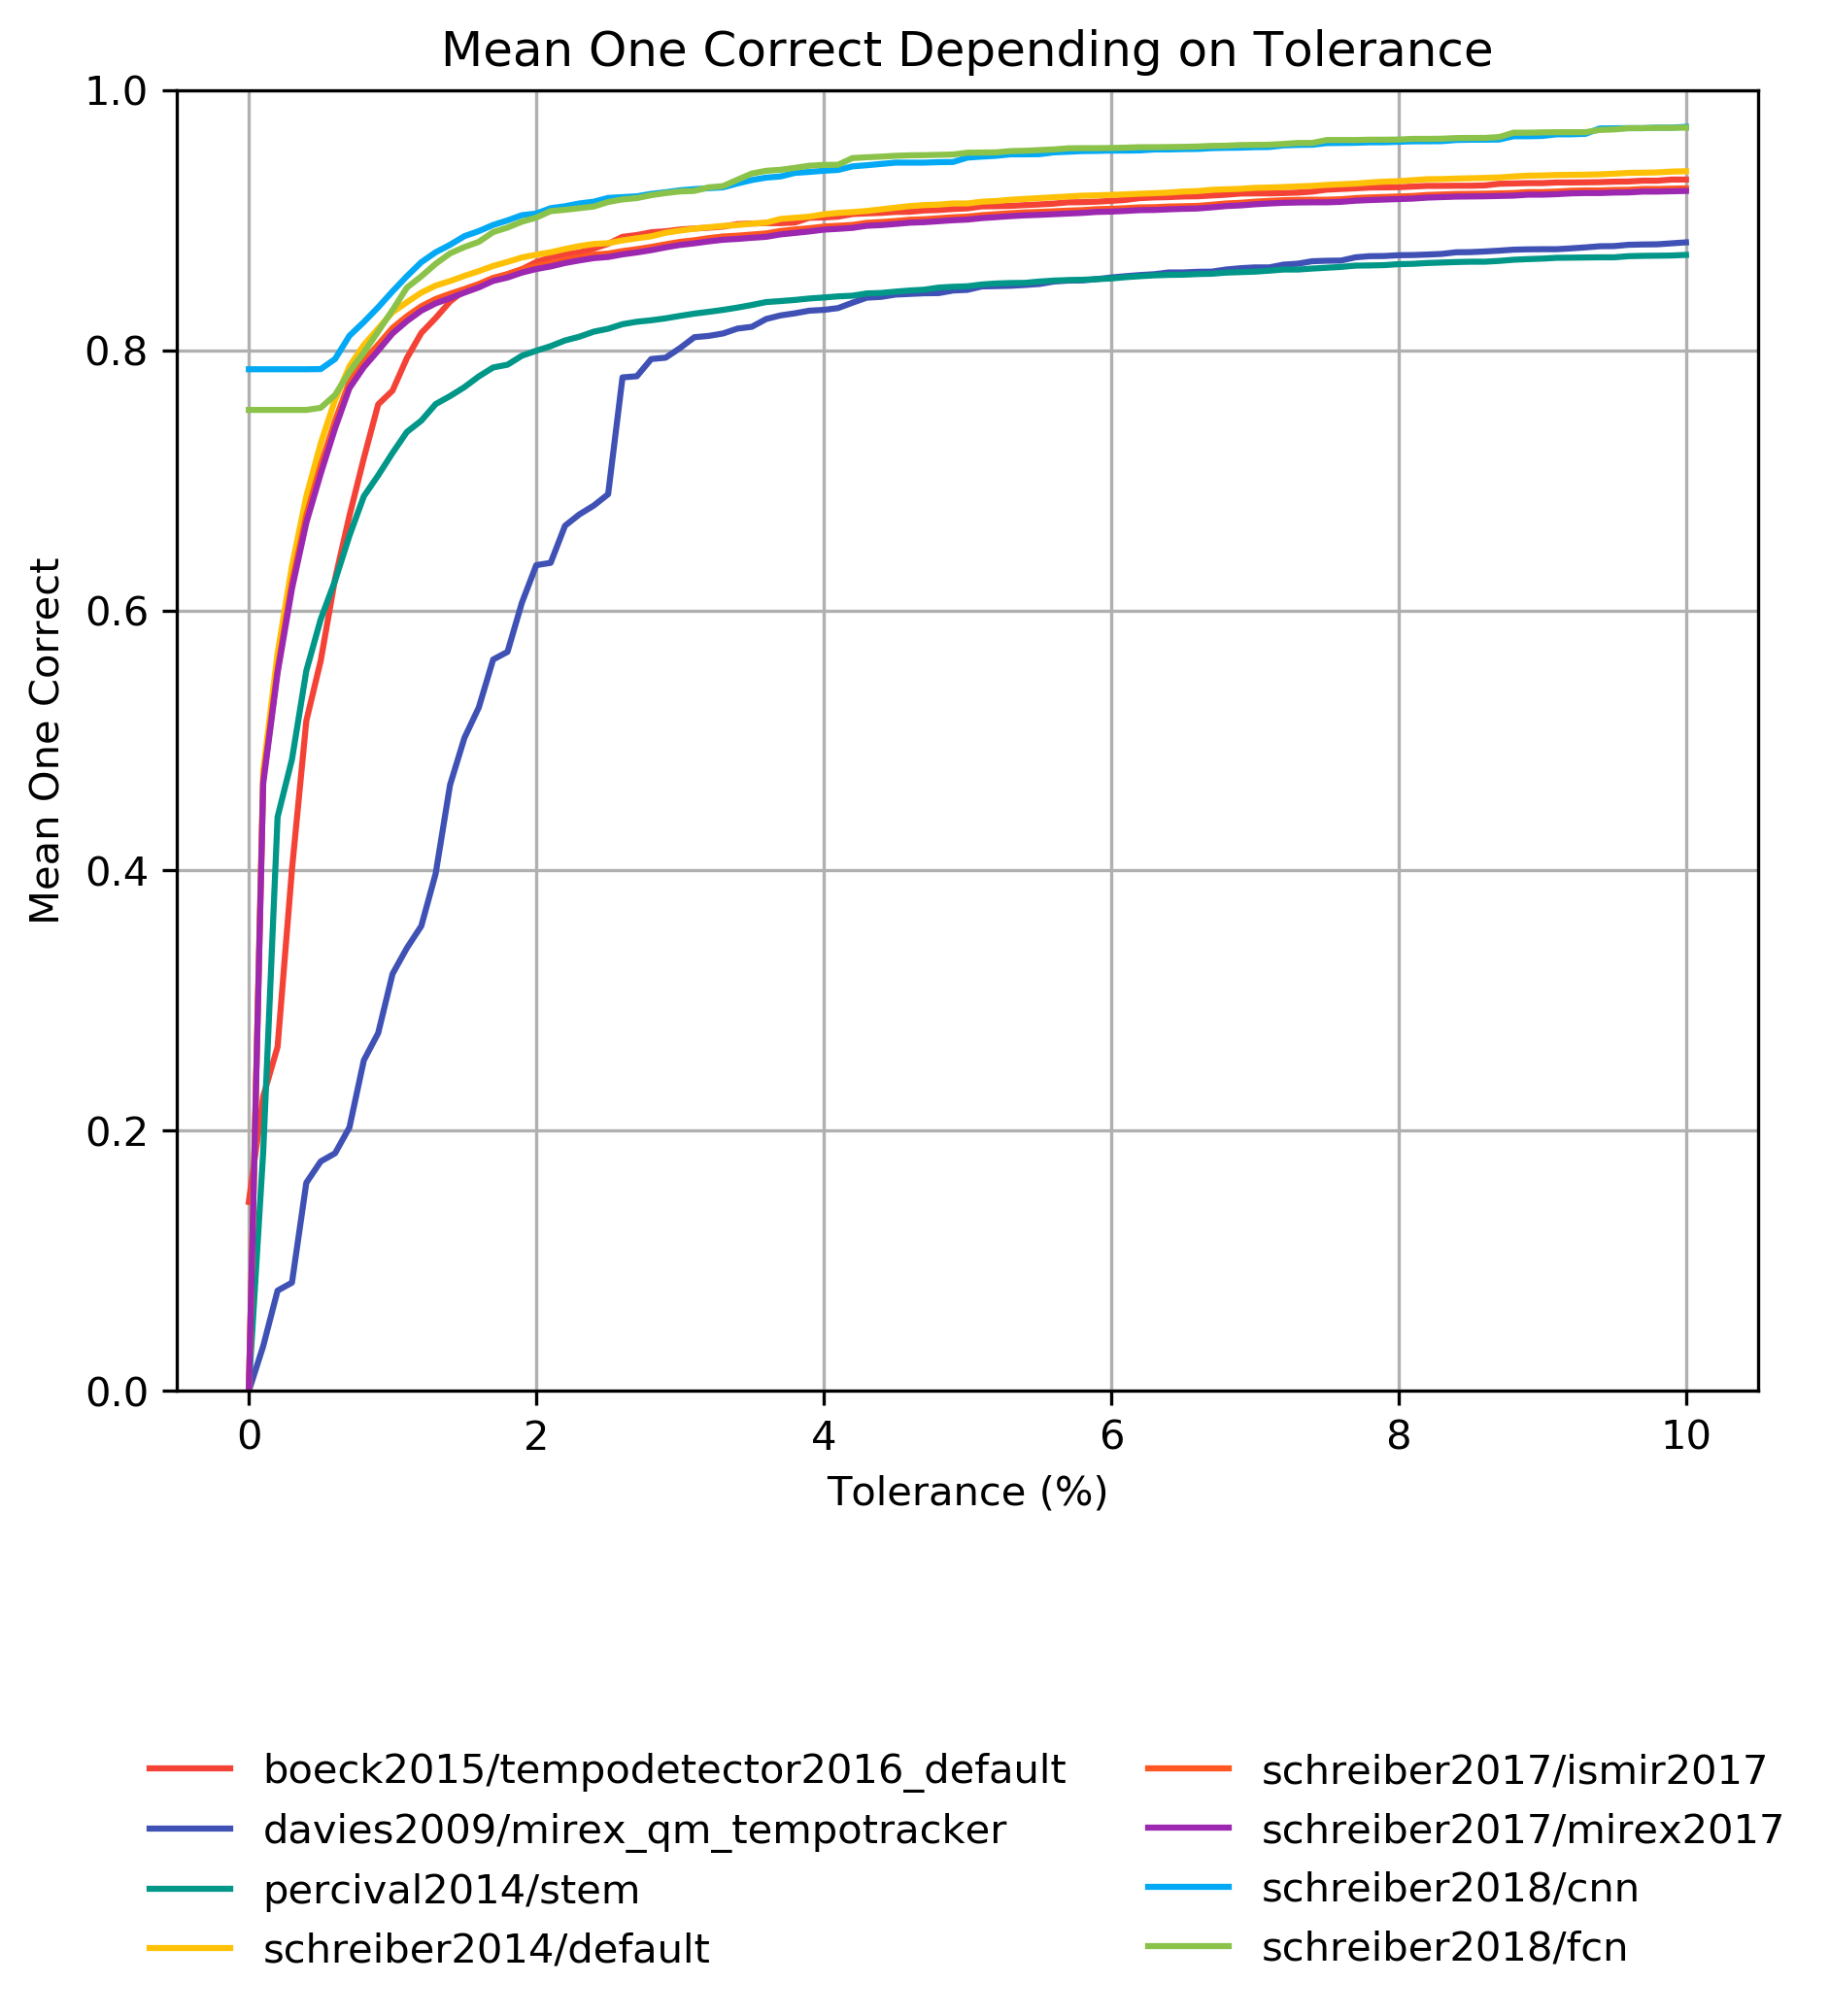 Mean One Correct Depending on Tolerance
1.0
0.8
0.6
0.4
0.2
0.0
Mean One Correct
0 2 4 6 8 10
Tolerance (%)
boeck2015/tempodetector2016_default
davies2009/mirex_qm_tempotracker
percival2014/stem
schreiber2014/default
schreiber2017/ismir2017
schreiber2017/mirex2017
schreiber2018/cnn
schreiber2018/fcn